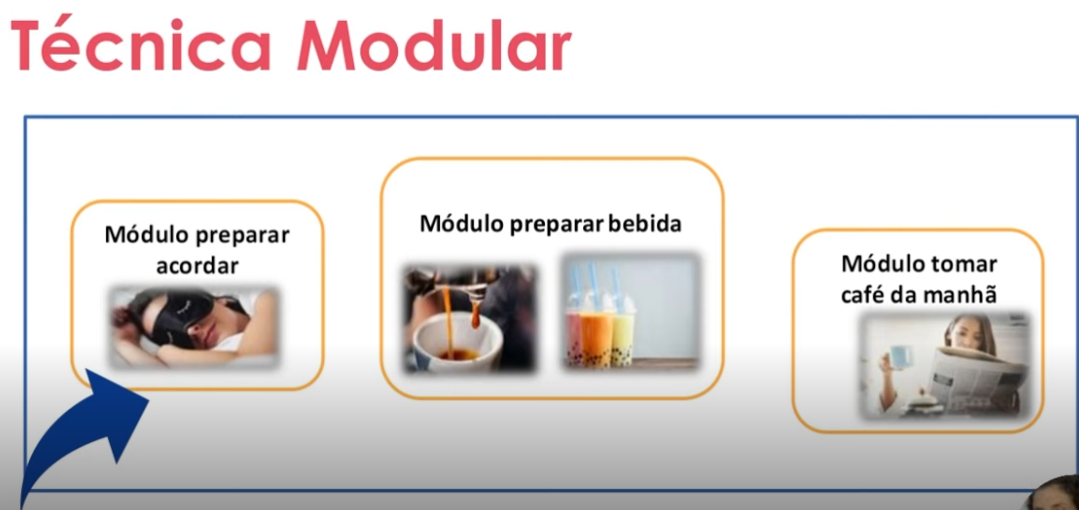 Técnica Modular
Módulo preparar
acordar
Módulo preparar bebida
Módulo tomar
café da manhã